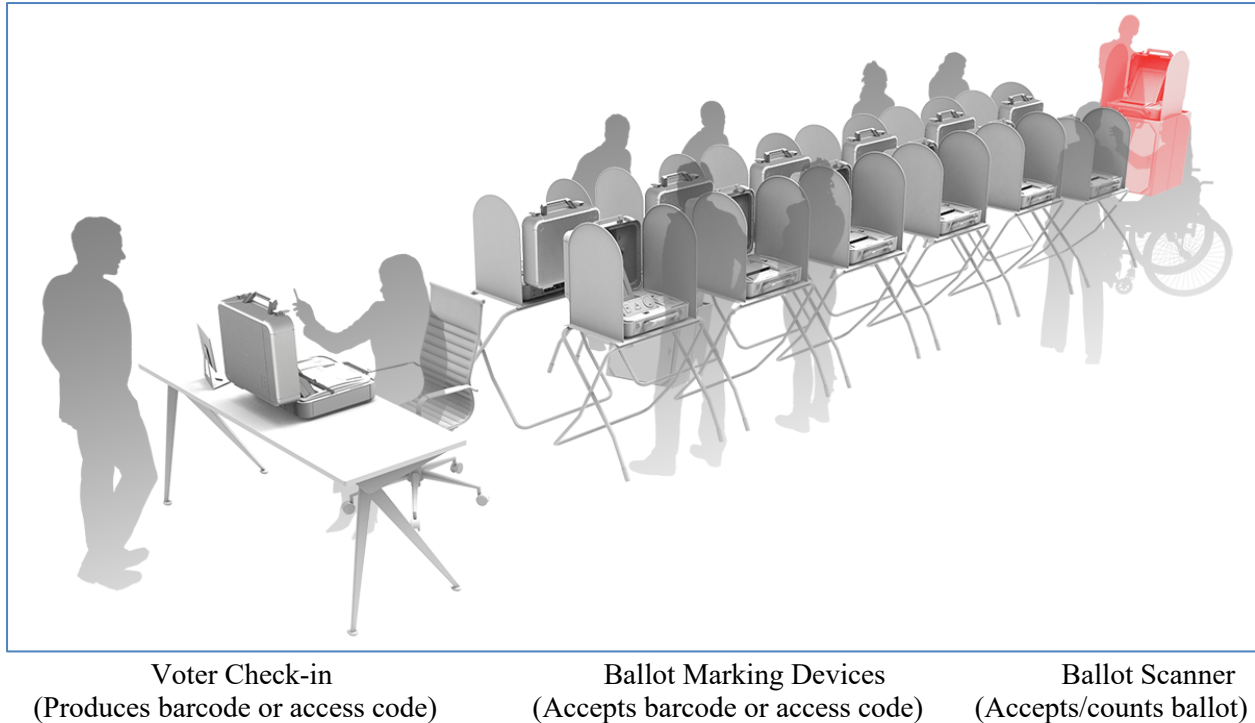 Voter Check-in
(Produces barcode or access code)
Ballot Marking Devices
(Accepts barcode or access code)
Ballot Scanner
(Accepts/counts ballot)